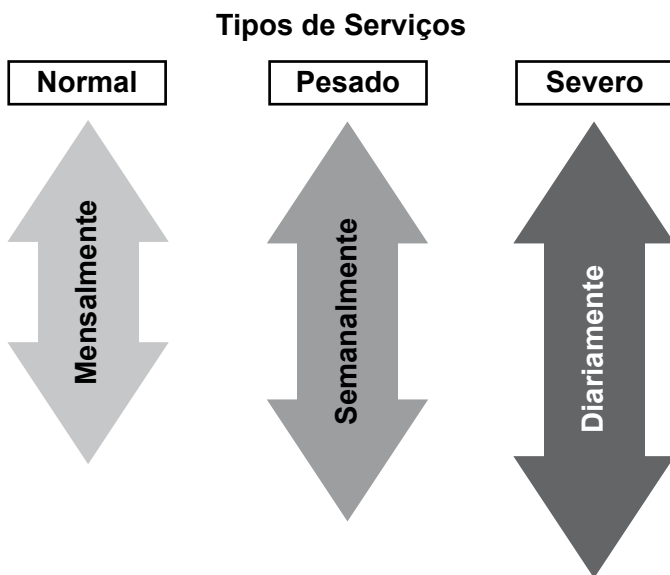 Tipos de Serviços
Normal
Pesado
Severo
Mensalmente
Semanalmente
Diariamente